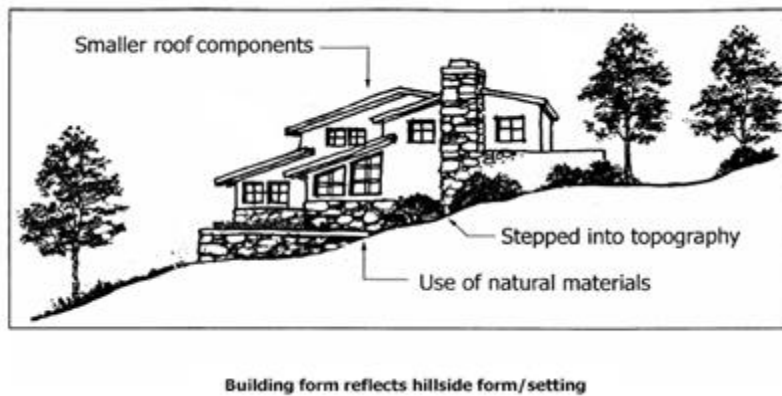 Smaller roof components
Stepped into topography
Use of natural materials
Building form reflects hillside form/setting